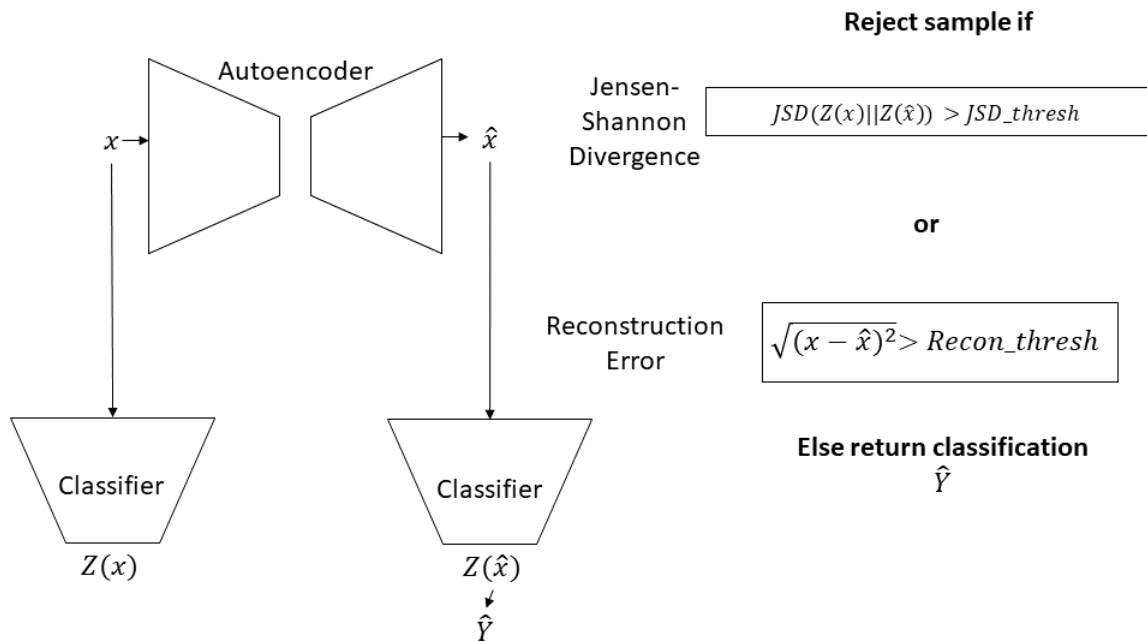 Reject sample if
Autoencoder
Jensen-
Shannon
Divergence
JSD(Z(x)||Z(x̂)) > JSD_thresh
x
x̂
or
Reconstruction
Error
√(x − x̂)² > Recon_thresh
Else return classification
Ŷ
Classifier
Classifier
Z(x)
Z(x̂)
Ŷ